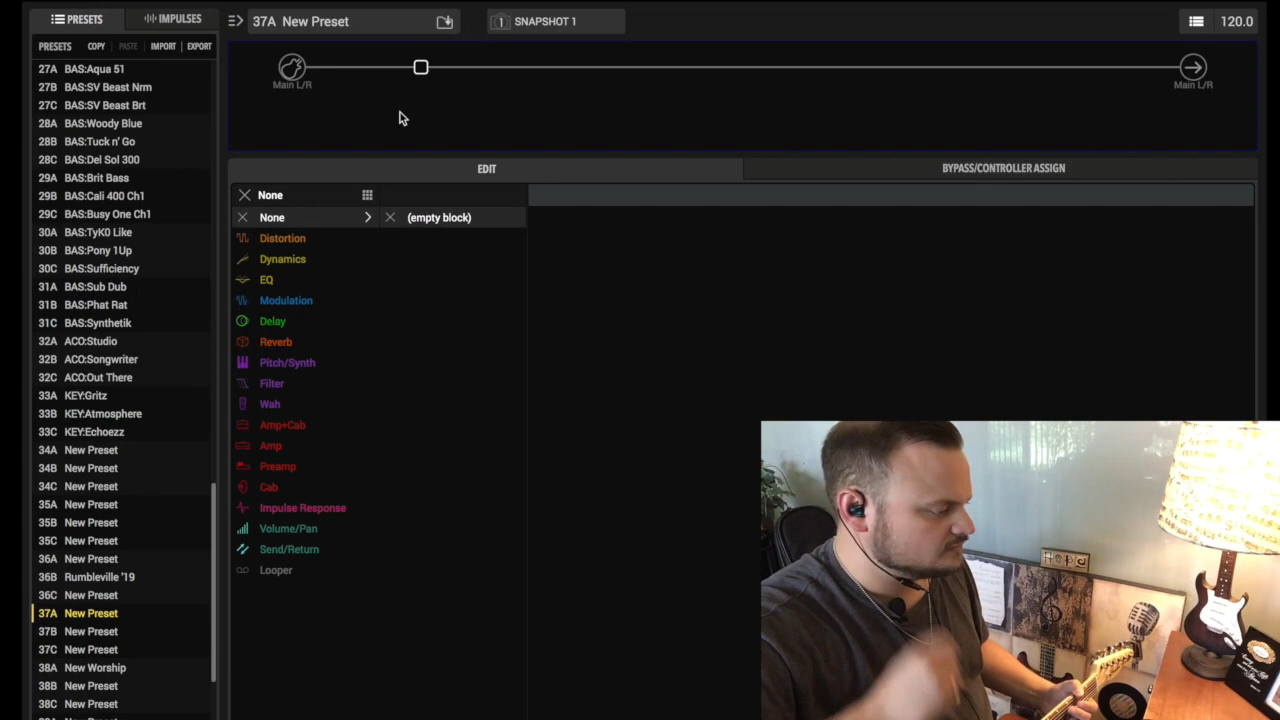 PRESETS
IMPULSES
PRESETS COPY PASTE IMPORT EXPORT
27A BAS:Aqua 51
27B BAS:SV Beast Nrm
27C BAS:SV Beast Brt
28A BAS:Woody Blue
28B BAS:Tuck n' Go
28C BAS:Del Sol 300
29A BAS:Brit Bass
29B BAS:Cali 400 Ch1
29C BAS:Busy One Ch1
30A BAS:TyK0 Like
30B BAS:Pony 1Up
30C BAS:Sufficiency
31A BAS:Sub Dub
31B BAS:Phat Rat
31C BAS:Synthetik
32A ACO:Studio
32B ACO:Songwriter
32C ACO:Out There
33A KEY:Gritz
33B KEY:Atmosphere
33C KEY:Echoezz
34A New Preset
34B New Preset
34C New Preset
35A New Preset
35B New Preset
35C New Preset
36A New Preset
36B Rumbleville '19
36C New Preset
37A New Preset
37B New Preset
37C New Preset
38A New Worship
38B New Preset
38C New Preset
37A New Preset
1 SNAPSHOT 1
120.0
Main L/R
Main L/R
EDIT
BYPASS/CONTROLLER ASSIGN
None
None
(empty block)
Distortion
Dynamics
EQ
Modulation
Delay
Reverb
Pitch/Synth
Filter
Wah
Amp+Cab
Amp
Preamp
Cab
Impulse Response
Volume/Pan
Send/Return
Looper
HOPE